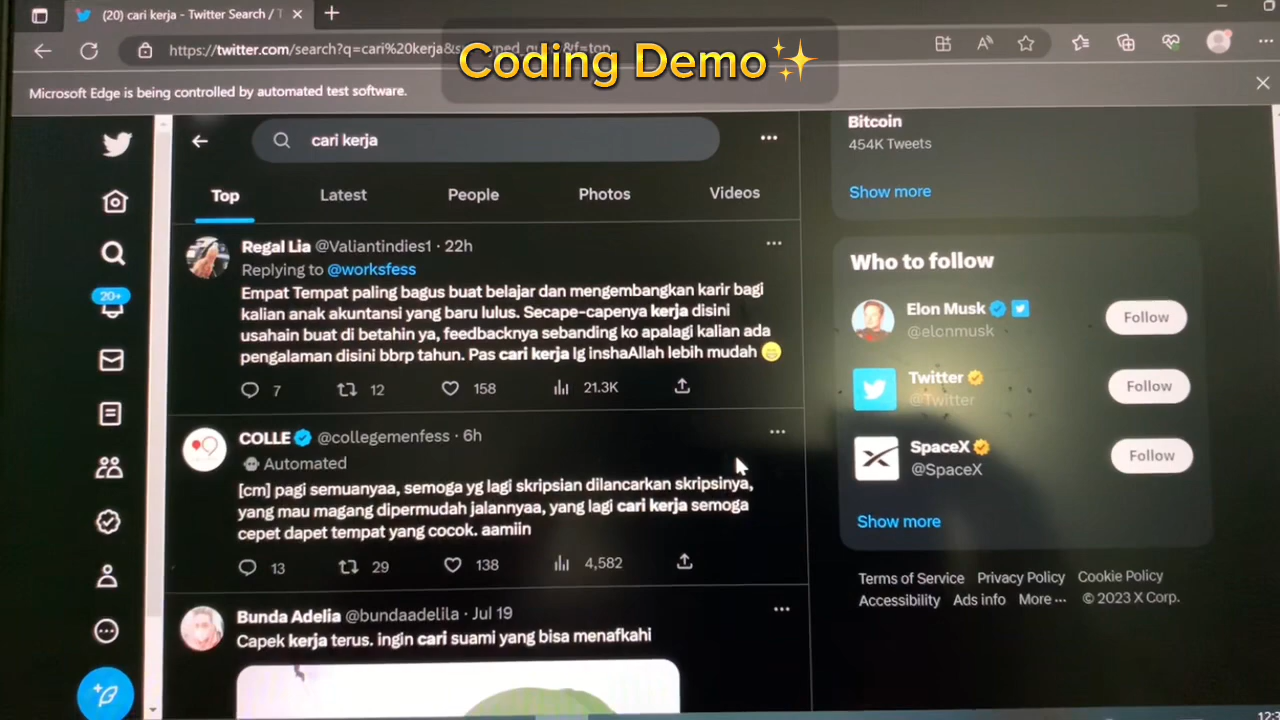 (20) cari kerja - Twitter Search / T
https://twitter.com/search?q=cari%20kerja&s
Coding Demo
Microsoft Edge is being controlled by automated test software.
cari kerja
Top Latest People Photos Videos
Regal Lia @Valiantindies1 · 22h
Replying to @worksfess
Empat Tempat paling bagus buat belajar dan mengembangkan karir bagi
kalian anak akuntansi yang baru lulus. Secape-capenya kerja disini
usahain buat di betahin ya, feedbacknya sebanding ko apalagi kalian ada
pengalaman disini bbrp tahun. Pas cari kerja lg inshaAllah lebih mudah
7 12 158 21.3K
COLLE @collegemenfess · 6h
Automated
[cm] pagi semuanyaa, semoga yg lagi skripsian dilancarkan skripsinya,
yang mau magang dipermudah jalannyaa, yang lagi cari kerja semoga
cepet dapet tempat yang cocok. aamiin
13 29 138 4,582
Bunda Adelia @bundaadelila · Jul 19
Capek kerja terus. ingin cari suami yang bisa menafkahi
20+
Bitcoin
454K Tweets
Show more
Who to follow
Elon Musk
@elonmusk
Follow
Twitter
@Twitter
Follow
SpaceX
@SpaceX
Follow
Show more
Terms of Service Privacy Policy Cookie Policy
Accessibility Ads info More ··· © 2023 X Corp.